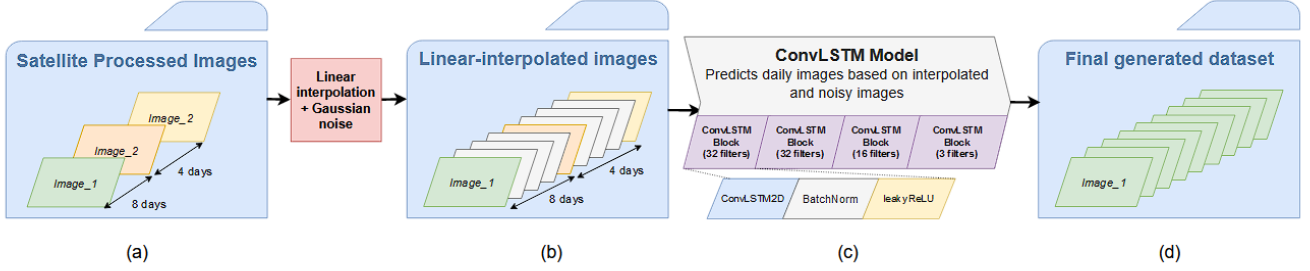 Satellite Processed Images
Image_2
Image_2
Image_1
4 days
8 days
Linear
interpolation
+ Gaussian
noise
Linear-interpolated images
Image_1
4 days
8 days
ConvLSTM Model
Predicts daily images based on interpolated
and noisy images
ConvLSTM
Block
(32 filters)
ConvLSTM
Block
(32 filters)
ConvLSTM
Block
(16 filters)
ConvLSTM
Block
(3 filters)
ConvLSTM2D
BatchNorm
leakyReLU
Final generated dataset
Image_1
(a)
(b)
(c)
(d)